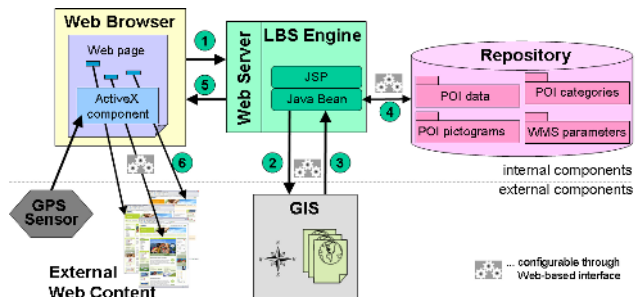 Web Browser
Web page
ActiveX
component
1
5
Web Server
LBS Engine
JSP
Java Bean
4
Repository
POI data
POI categories
POI pictograms
WMS parameters
6
2
3
internal components
external components
GPS
Sensor
GIS
External
Web Content
... configurable through
Web-based interface